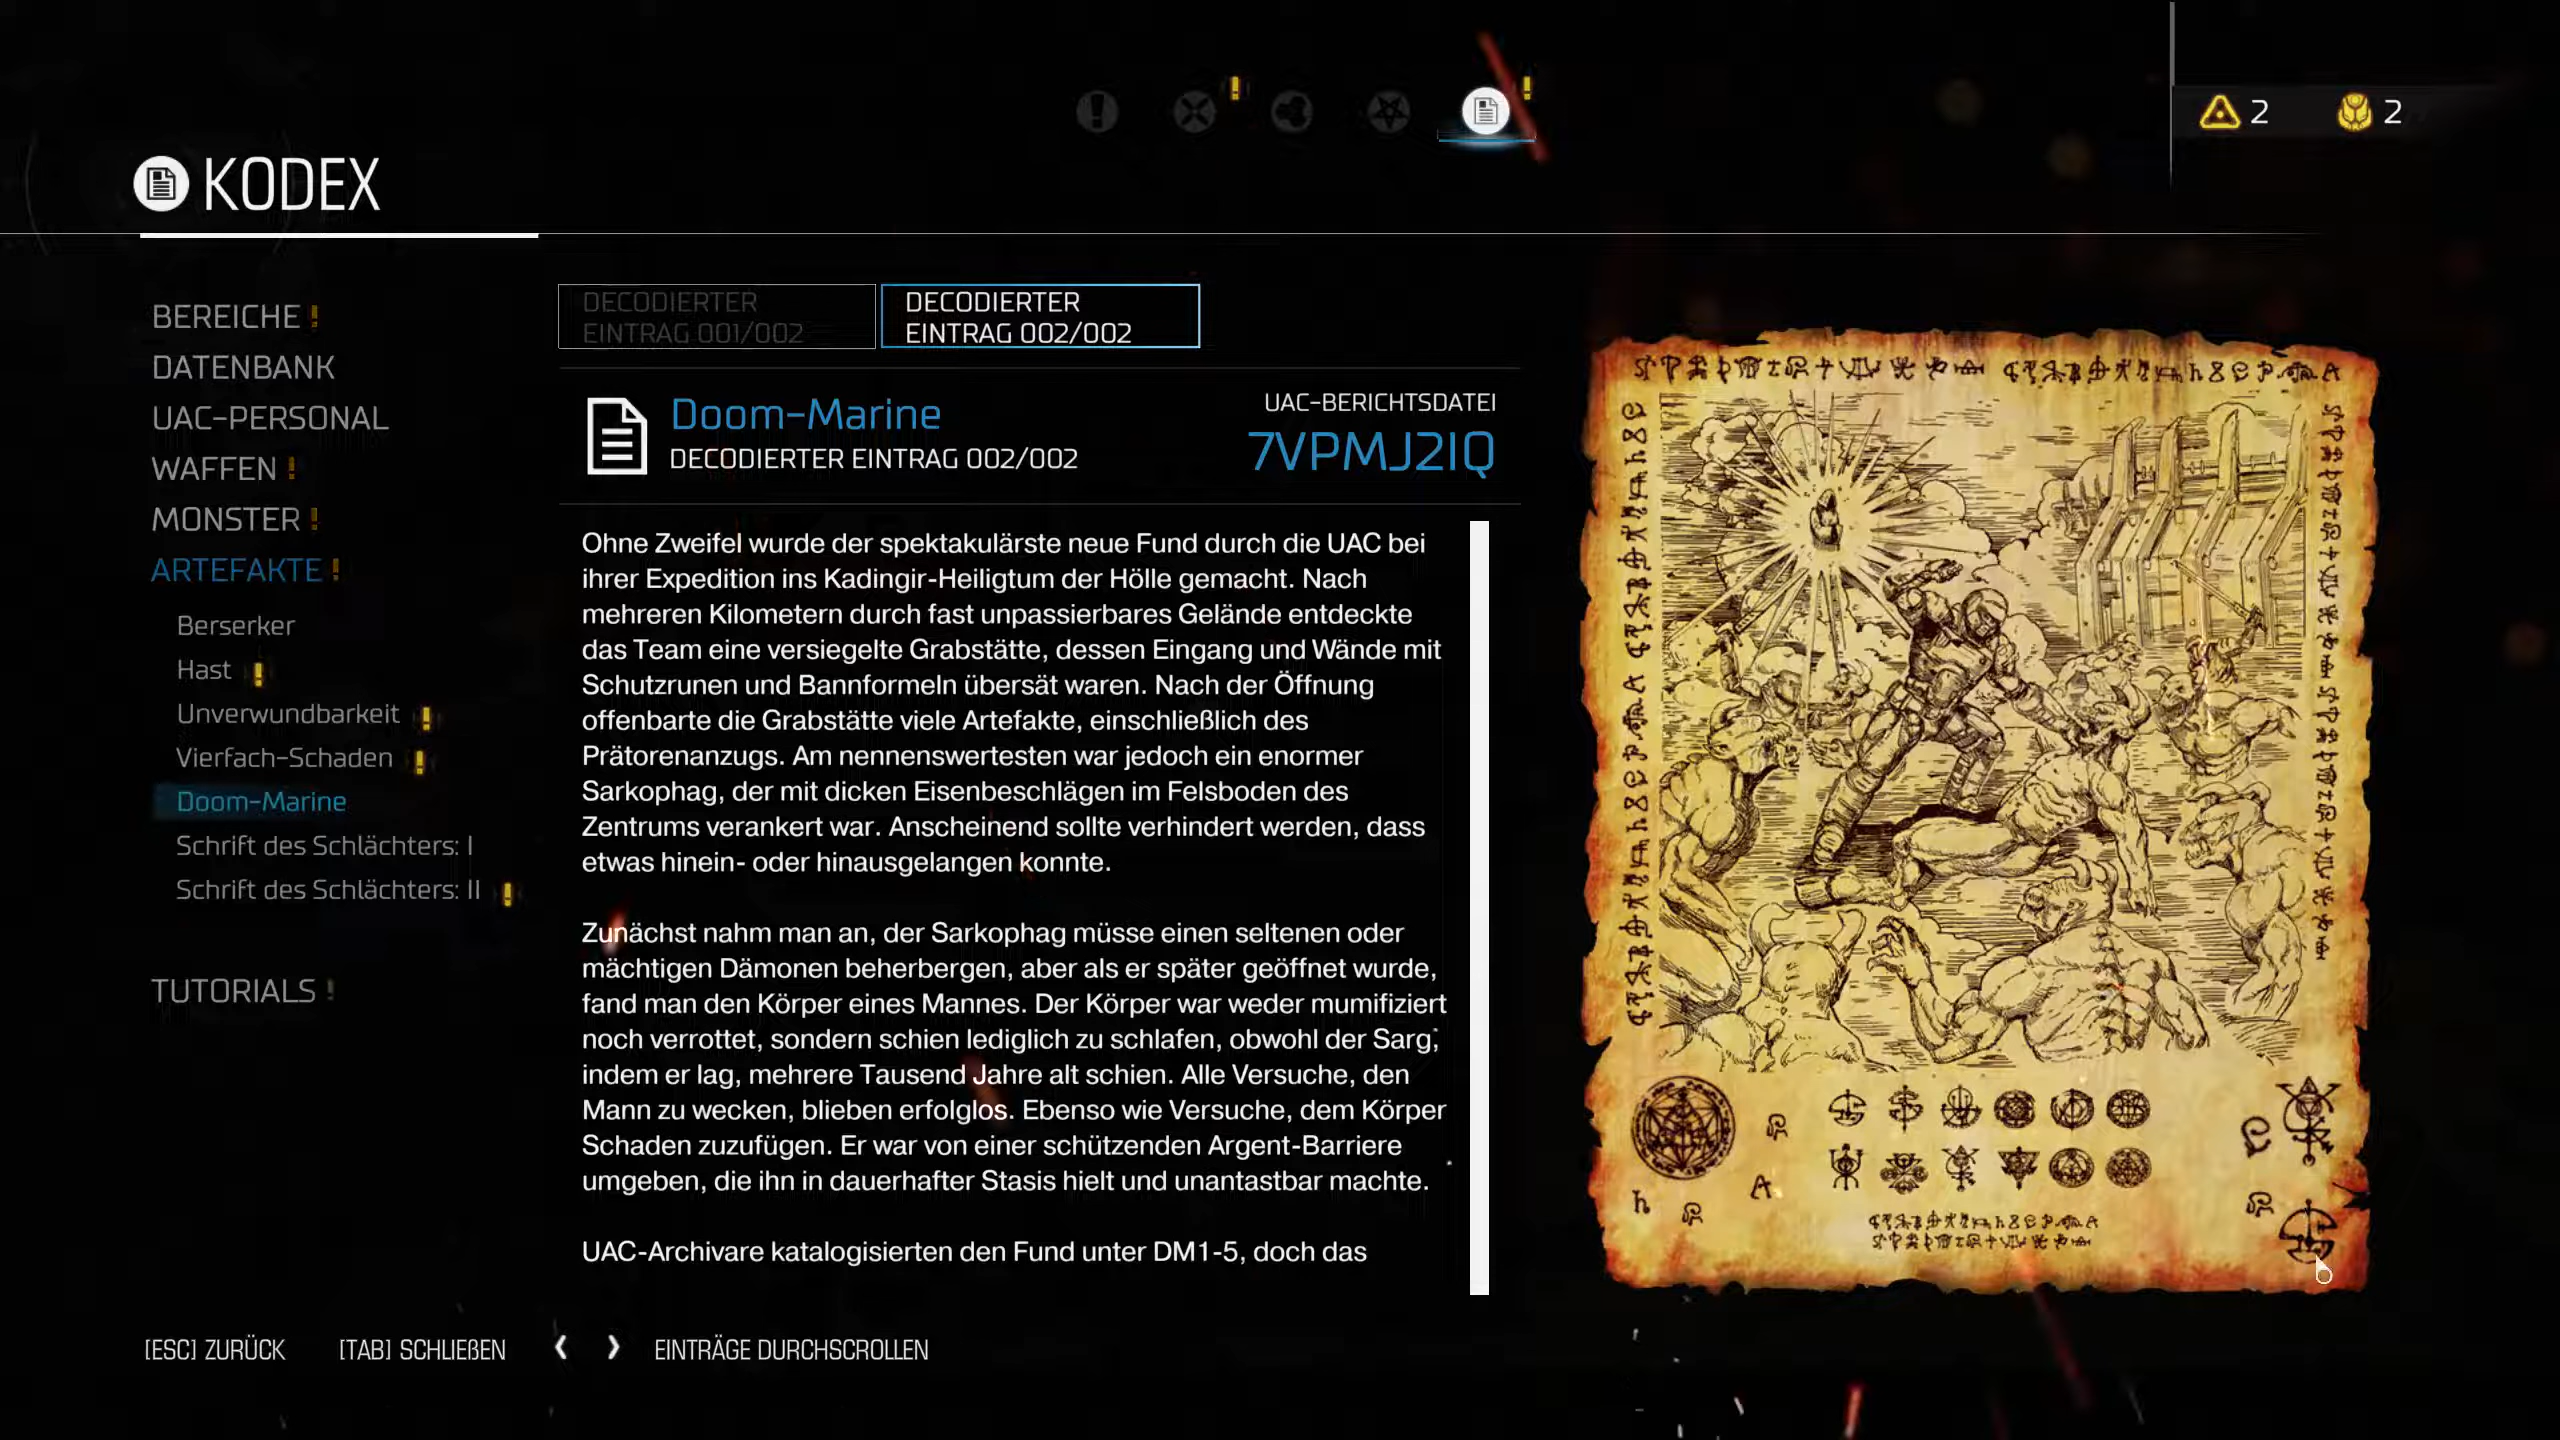 2
2
KODEX
BEREICHE !
DATENBANK
UAC-PERSONAL
WAFFEN !
MONSTER !
ARTEFAKTE !
Berserker
Hast !
Unverwundbarkeit !
Vierfach-Schaden !
Doom-Marine
Schrift des Schlächters: I
Schrift des Schlächters: II !
TUTORIALS !
DECODIERTER
EINTRAG 001/002
DECODIERTER
EINTRAG 002/002
Doom-Marine
DECODIERTER EINTRAG 002/002
UAC-BERICHTSDATEI
7VPMJ2IQ
Ohne Zweifel wurde der spektakulärste neue Fund durch die UAC bei
ihrer Expedition ins Kadingir-Heiligtum der Hölle gemacht. Nach
mehreren Kilometern durch fast unpassierbares Gelände entdeckte
das Team eine versiegelte Grabstätte, dessen Eingang und Wände mit
Schutzrunen und Bannformeln übersät waren. Nach der Öffnung
offenbarte die Grabstätte viele Artefakte, einschließlich des
Prätorenanzugs. Am nennenswertesten war jedoch ein enormer
Sarkophag, der mit dicken Eisenbeschlägen im Felsboden des
Zentrums verankert war. Anscheinend sollte verhindert werden, dass
etwas hinein- oder hinausgelangen konnte.
Zunächst nahm man an, der Sarkophag müsse einen seltenen oder
mächtigen Dämonen beherbergen, aber als er später geöffnet wurde,
fand man den Körper eines Mannes. Der Körper war weder mumifiziert
noch verrottet, sondern schien lediglich zu schlafen, obwohl der Sarg,
indem er lag, mehrere Tausend Jahre alt schien. Alle Versuche, den
Mann zu wecken, blieben erfolglos. Ebenso wie Versuche, dem Körper
Schaden zuzufügen. Er war von einer schützenden Argent-Barriere
umgeben, die ihn in dauerhafter Stasis hielt und unantastbar machte.
UAC-Archivare katalogisierten den Fund unter DM1-5, doch das
[ESC] ZURÜCK
[TAB] SCHLIEßEN
EINTRÄGE DURCHSCROLLEN